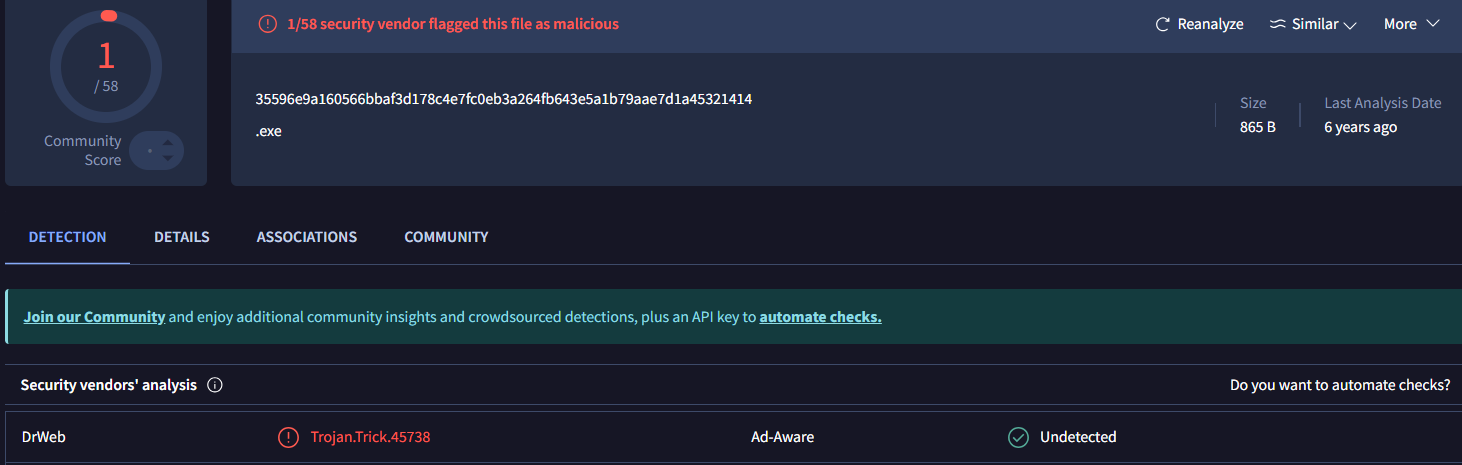 1/58 security vendor flagged this file as malicious
Reanalyze
Similar
More
1
/ 58
Community
Score
35596e9a160566bbaf3d178c4e7fc0eb3a264fb643e5a1b79aae7d1a45321414
.exe
Size
865 B
Last Analysis Date
6 years ago
DETECTION
DETAILS
ASSOCIATIONS
COMMUNITY
Join our Community and enjoy additional community insights and crowdsourced detections, plus an API key to automate checks.
Security vendors' analysis
Do you want to automate checks?
DrWeb
Trojan.Trick.45738
Ad-Aware
Undetected